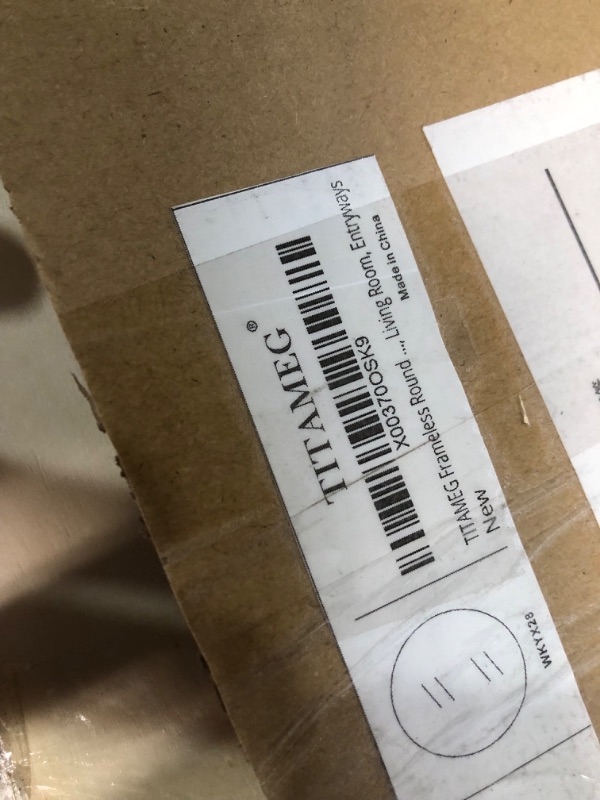 TITAMEG®
X00370OSK9
TITAMEG Frameless Round .... Living Room, Entryways
New
Made in China
WKYX28